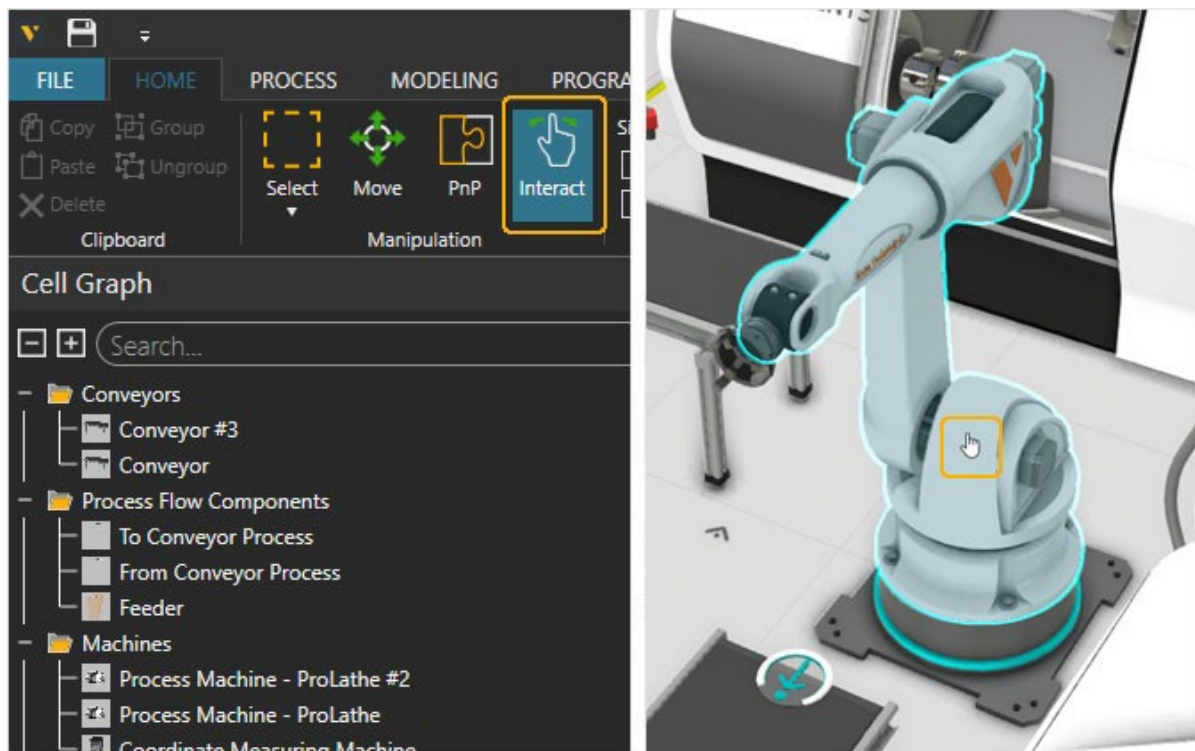 FILE HOME PROCESS MODELING PROGRA
Copy Group
Paste Ungroup
Delete
Select Move PnP Interact
Clipboard Manipulation
Cell Graph
Search...
Conveyors
Conveyor #3
Conveyor
Process Flow Components
To Conveyor Process
From Conveyor Process
Feeder
Machines
Process Machine - ProLathe #2
Process Machine - ProLathe
Coordinate Measuring Machine